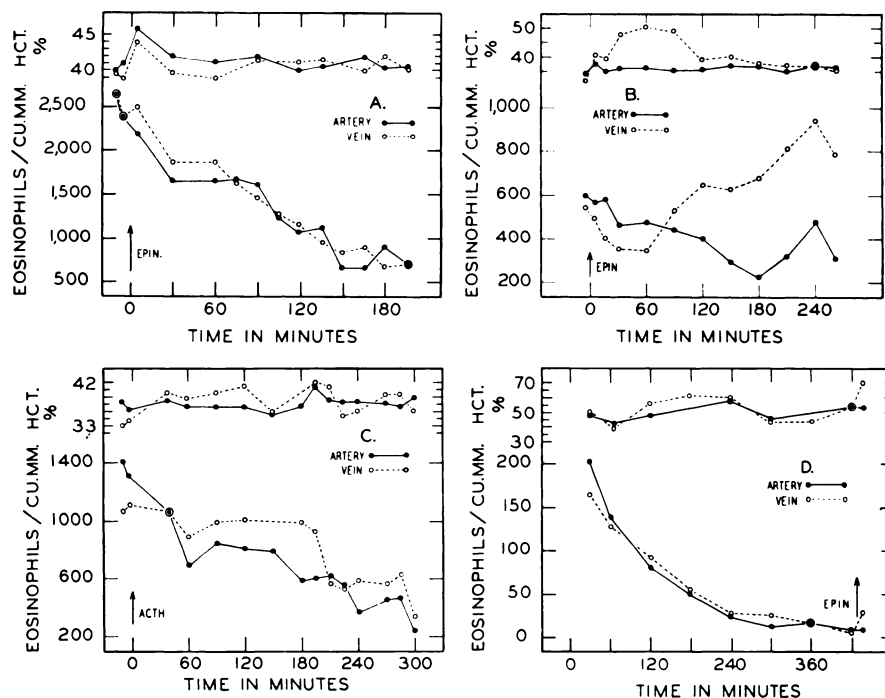 EOSINOPHILS/CU.MM. HCT. %
45
40
2,500
2,000
1,500
1,000
500
A.
ARTERY
VEIN
EPIN.
0 60 120 180
TIME IN MINUTES
EOSINOPHILS/CU.MM. HCT. %
50
40
1,000
800
600
400
200
B.
ARTERY
VEIN
EPIN
0 60 120 180 240
TIME IN MINUTES
EOSINOPHILS/CU.MM. HCT. %
42
33
1400
1000
600
200
C.
ARTERY
VEIN
ACTH
0 60 120 180 240 300
TIME IN MINUTES
EOSINOPHILS/CU.MM. HCT. %
70
50
30
200
150
100
50
0
D.
ARTERY
VEIN
EPIN.
0 120 240 360
TIME IN MINUTES